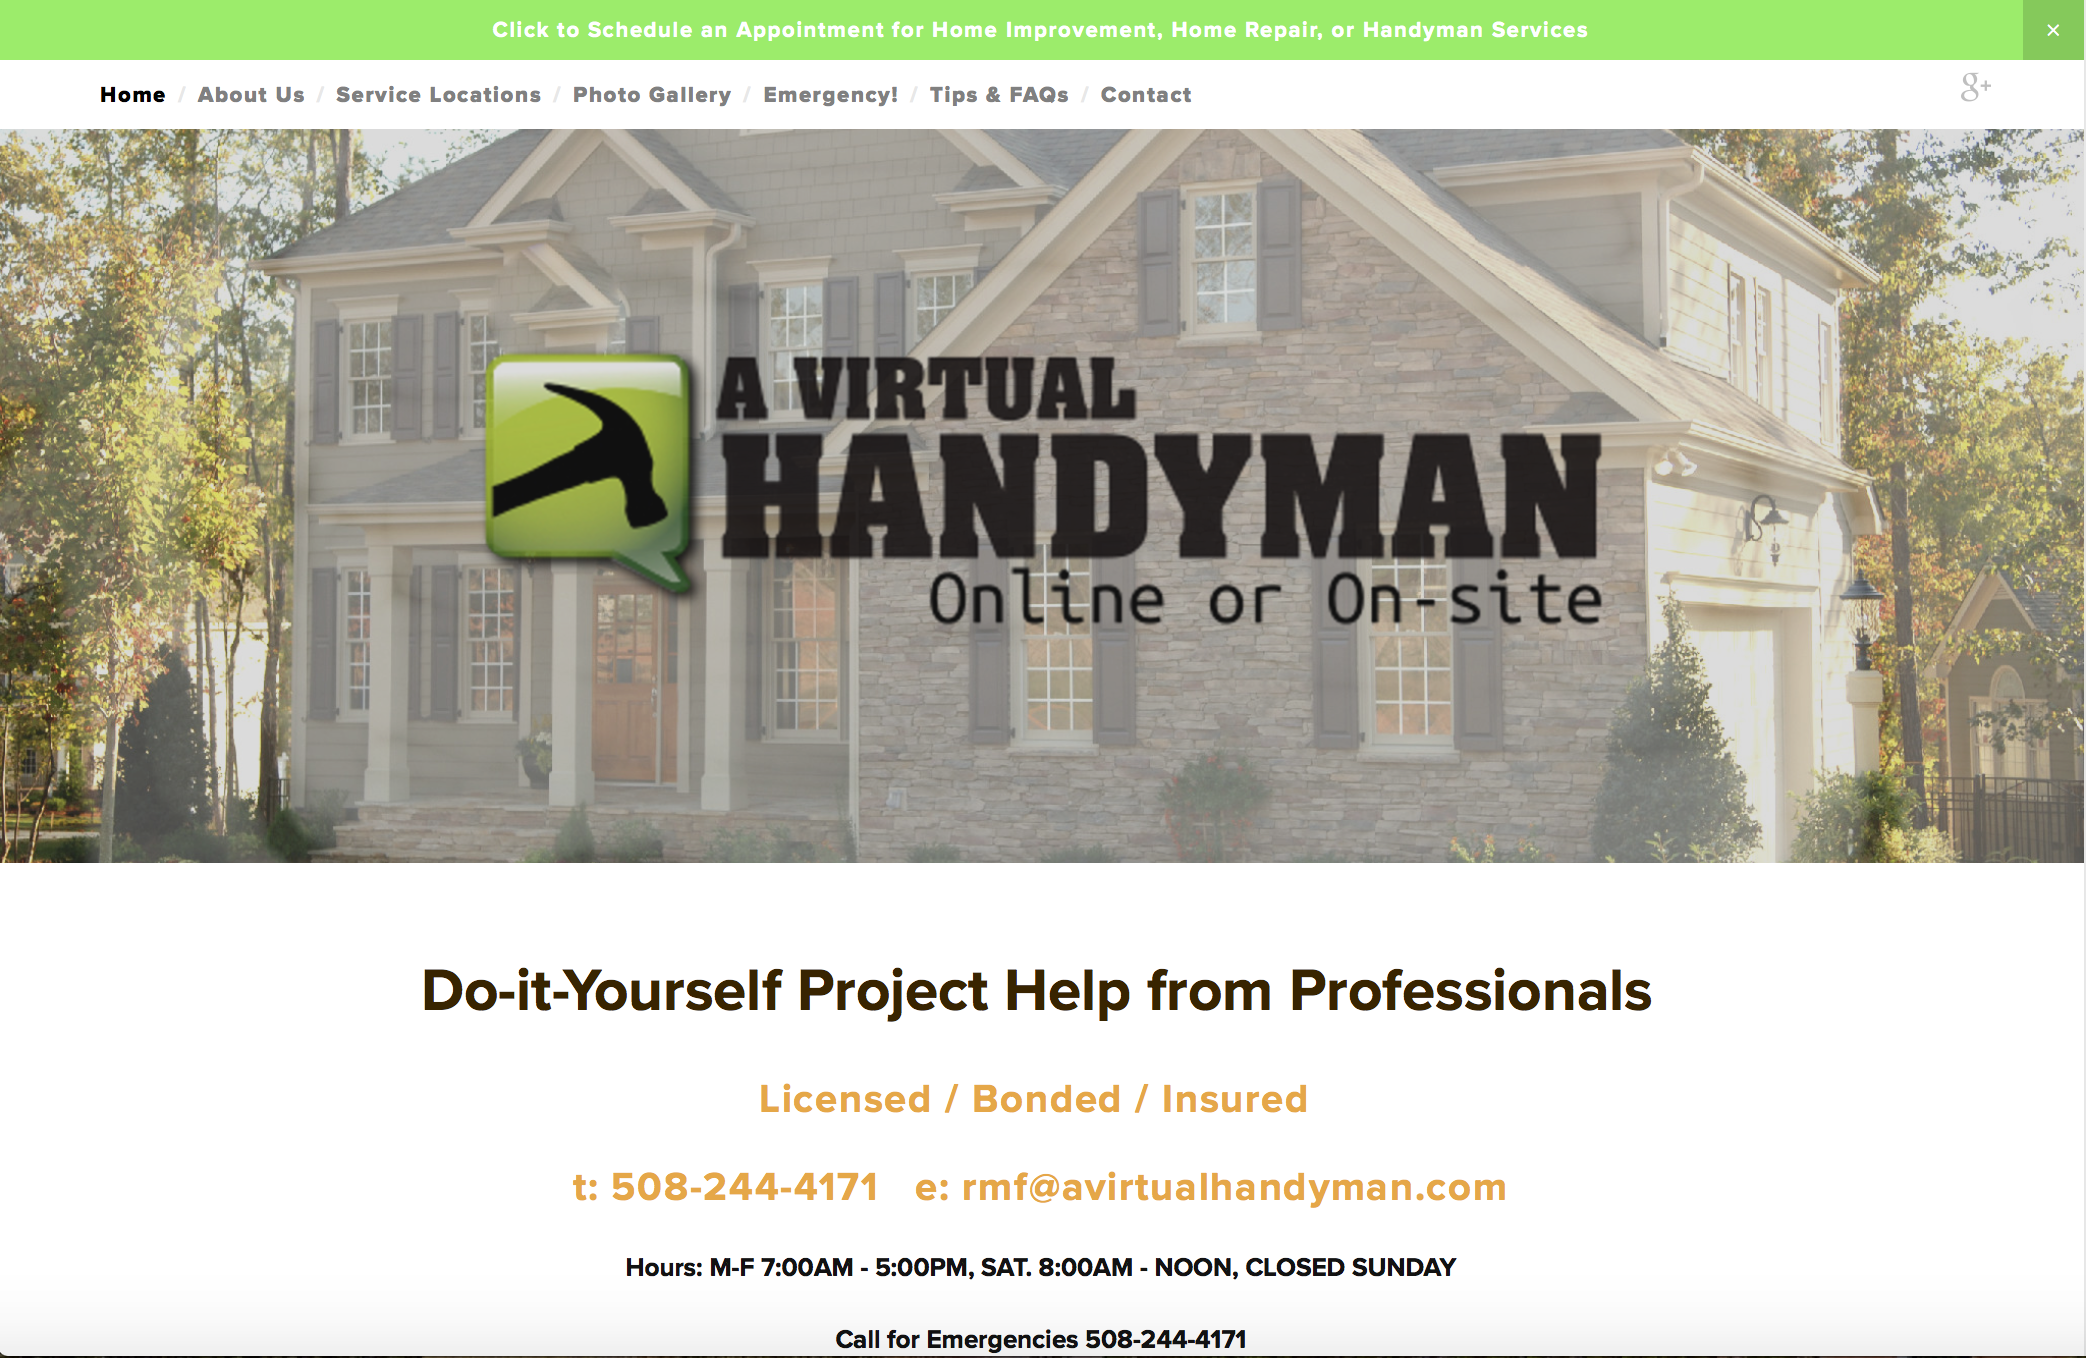 Click to Schedule an Appointment for Home Improvement, Home Repair, or Handyman Services ×
Home / About Us / Service Locations / Photo Gallery / Emergency! / Tips & FAQs / Contact
g+
A VIRTUAL
HANDYMAN
Online or On-site
Do-it-Yourself Project Help from Professionals
Licensed / Bonded / Insured
t: 508-244-4171 e: rmf@avirtualhandyman.com
Hours: M-F 7:00AM - 5:00PM, SAT. 8:00AM - NOON, CLOSED SUNDAY
Call for Emergencies 508-244-4171